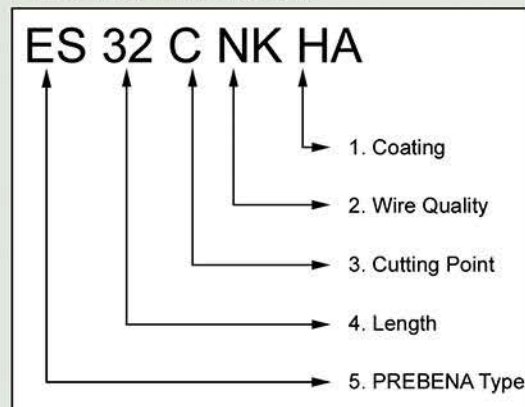 ES 32 C NK HA
1. Coating
2. Wire Quality
3. Cutting Point
4. Length
5. PREBENA Type